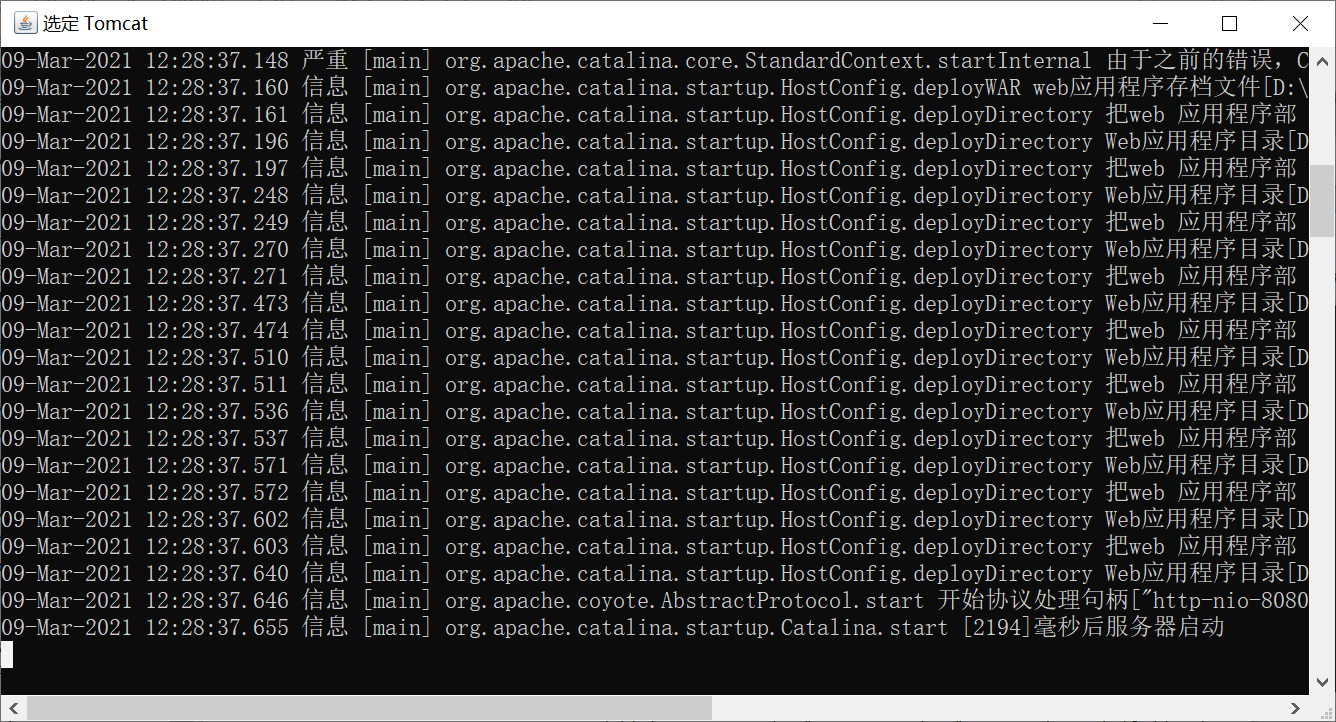 选定 Tomcat
09-Mar-2021 12:28:37.148 严重 [main] org.apache.catalina.core.StandardContext.startInternal 由于之前的错误，C
09-Mar-2021 12:28:37.160 信息 [main] org.apache.catalina.startup.HostConfig.deployWAR web应用程序存档文件[D:\
09-Mar-2021 12:28:37.161 信息 [main] org.apache.catalina.startup.HostConfig.deployDirectory 把web 应用程序部
09-Mar-2021 12:28:37.196 信息 [main] org.apache.catalina.startup.HostConfig.deployDirectory Web应用程序目录[D
09-Mar-2021 12:28:37.197 信息 [main] org.apache.catalina.startup.HostConfig.deployDirectory 把web 应用程序部
09-Mar-2021 12:28:37.248 信息 [main] org.apache.catalina.startup.HostConfig.deployDirectory Web应用程序目录[D
09-Mar-2021 12:28:37.249 信息 [main] org.apache.catalina.startup.HostConfig.deployDirectory 把web 应用程序部
09-Mar-2021 12:28:37.270 信息 [main] org.apache.catalina.startup.HostConfig.deployDirectory Web应用程序目录[D
09-Mar-2021 12:28:37.271 信息 [main] org.apache.catalina.startup.HostConfig.deployDirectory 把web 应用程序部
09-Mar-2021 12:28:37.473 信息 [main] org.apache.catalina.startup.HostConfig.deployDirectory Web应用程序目录[D
09-Mar-2021 12:28:37.474 信息 [main] org.apache.catalina.startup.HostConfig.deployDirectory 把web 应用程序部
09-Mar-2021 12:28:37.510 信息 [main] org.apache.catalina.startup.HostConfig.deployDirectory Web应用程序目录[D
09-Mar-2021 12:28:37.511 信息 [main] org.apache.catalina.startup.HostConfig.deployDirectory 把web 应用程序部
09-Mar-2021 12:28:37.536 信息 [main] org.apache.catalina.startup.HostConfig.deployDirectory Web应用程序目录[D
09-Mar-2021 12:28:37.537 信息 [main] org.apache.catalina.startup.HostConfig.deployDirectory 把web 应用程序部
09-Mar-2021 12:28:37.571 信息 [main] org.apache.catalina.startup.HostConfig.deployDirectory Web应用程序目录[D
09-Mar-2021 12:28:37.572 信息 [main] org.apache.catalina.startup.HostConfig.deployDirectory 把web 应用程序部
09-Mar-2021 12:28:37.602 信息 [main] org.apache.catalina.startup.HostConfig.deployDirectory Web应用程序目录[D
09-Mar-2021 12:28:37.603 信息 [main] org.apache.catalina.startup.HostConfig.deployDirectory 把web 应用程序部
09-Mar-2021 12:28:37.640 信息 [main] org.apache.catalina.startup.HostConfig.deployDirectory Web应用程序目录[D
09-Mar-2021 12:28:37.646 信息 [main] org.apache.coyote.AbstractProtocol.start 开始协议处理句柄["http-nio-8080
09-Mar-2021 12:28:37.655 信息 [main] org.apache.catalina.startup.Catalina.start [2194]毫秒后服务器启动